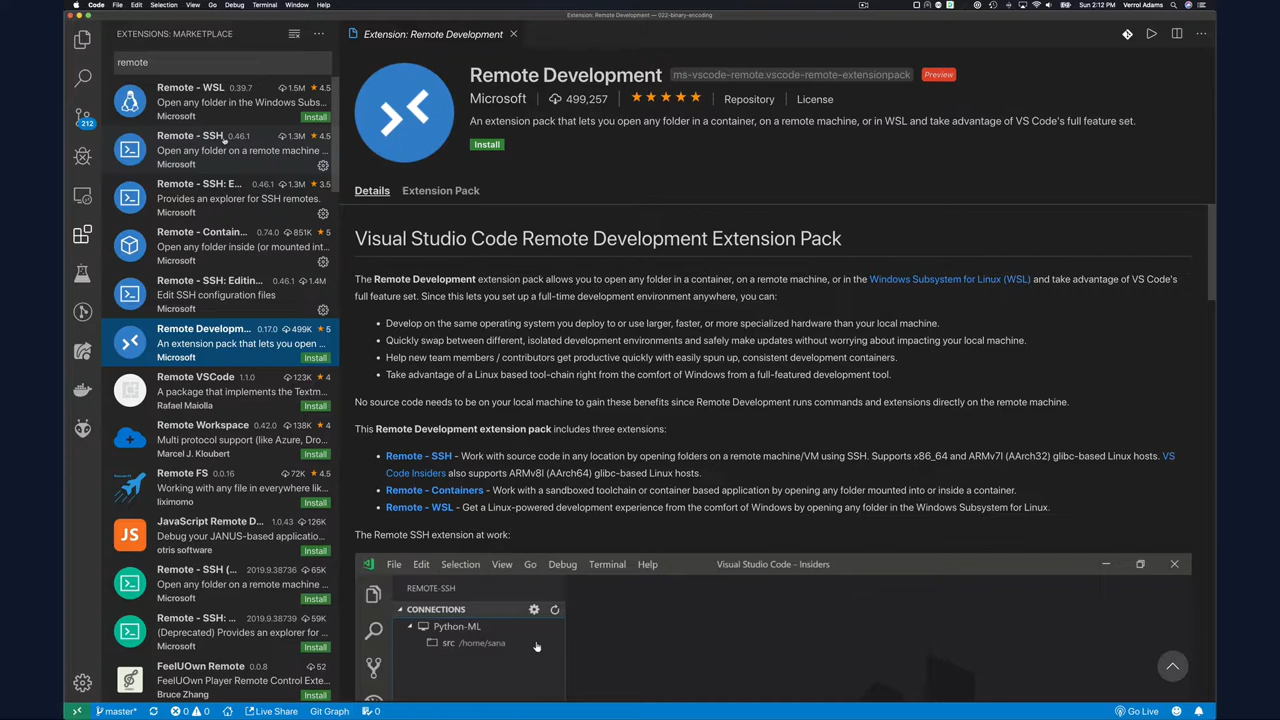 Code File Edit Selection View Go Debug Terminal Window Help
Verrol Adams
Sun 2:12 PM
Extension: Remote Development — 022-binary-encoding
EXTENSIONS: MARKETPLACE
remote
Remote - WSL 0.39.7 1.5M 4.5
Open any folder in the Windows Subs...
Microsoft
Install
Remote - SSH 0.46.1 1.3M 4.5
Open any folder on a remote machine ...
Microsoft
Remote - SSH: E... 0.46.1 1.3M 3.5
Provides an explorer for SSH remotes.
Microsoft
Remote - Contain... 0.74.0 851K 5
Open any folder inside (or mounted int...
Microsoft
Remote - SSH: Editin... 0.46.1 1.4M
Edit SSH configuration files
Microsoft
Remote Developm... 0.17.0 499K 5
An extension pack that lets you open ...
Microsoft
Install
Remote VSCode 1.1.0 123K 4
A package that implements the Textm...
Rafael Maiolla
Install
Remote Workspace 0.42.0 138K 4
Multi protocol support (like Azure, Dro...
Marcel J. Kloubert
Install
Remote FS 0.0.16 72K 4.5
Working with any file in everywhere lik...
liximomo
Install
JavaScript Remote D... 1.0.43 126K
Debug your JANUS-based applicatio...
otris software
Install
Remote - SSH (... 2019.9.38736 65K
Open any folder on a remote machine ...
Microsoft
Install
Remote - SSH: ... 2019.9.38739 59K
(Deprecated) Provides an explorer for ...
Microsoft
Install
FeelUOwn Remote 0.0.8 52
FeelUOwn Player Remote Control Exte...
Bruce Zhang
Install
212
Extension: Remote Development
Remote Development ms-vscode-remote.vscode-remote-extensionpack Preview
Microsoft 499,257 Repository License
An extension pack that lets you open any folder in a container, on a remote machine, or in WSL and take advantage of VS Code's full feature set.
Install
Details Extension Pack
Visual Studio Code Remote Development Extension Pack
The Remote Development extension pack allows you to open any folder in a container, on a remote machine, or in the Windows Subsystem for Linux (WSL) and take advantage of VS Code's
full feature set. Since this lets you set up a full-time development environment anywhere, you can:
• Develop on the same operating system you deploy to or use larger, faster, or more specialized hardware than your local machine.
• Quickly swap between different, isolated development environments and safely make updates without worrying about impacting your local machine.
• Help new team members / contributors get productive quickly with easily spun up, consistent development containers.
• Take advantage of a Linux based tool-chain right from the comfort of Windows from a full-featured development tool.
No source code needs to be on your local machine to gain these benefits since Remote Development runs commands and extensions directly on the remote machine.
This Remote Development extension pack includes three extensions:
• Remote - SSH - Work with source code in any location by opening folders on a remote machine/VM using SSH. Supports x86_64 and ARMv7l (AArch32) glibc-based Linux hosts. VS
Code Insiders also supports ARMv8l (AArch64) glibc-based Linux hosts.
• Remote - Containers - Work with a sandboxed toolchain or container based application by opening any folder mounted into or inside a container.
• Remote - WSL - Get a Linux-powered development experience from the comfort of Windows by opening any folder in the Windows Subsystem for Linux.
The Remote SSH extension at work:
File Edit Selection View Go Debug Terminal Help Visual Studio Code - Insiders
REMOTE-SSH
CONNECTIONS
Python-ML
src /home/sana
master* 0 0 Live Share Git Graph 0 Go Live